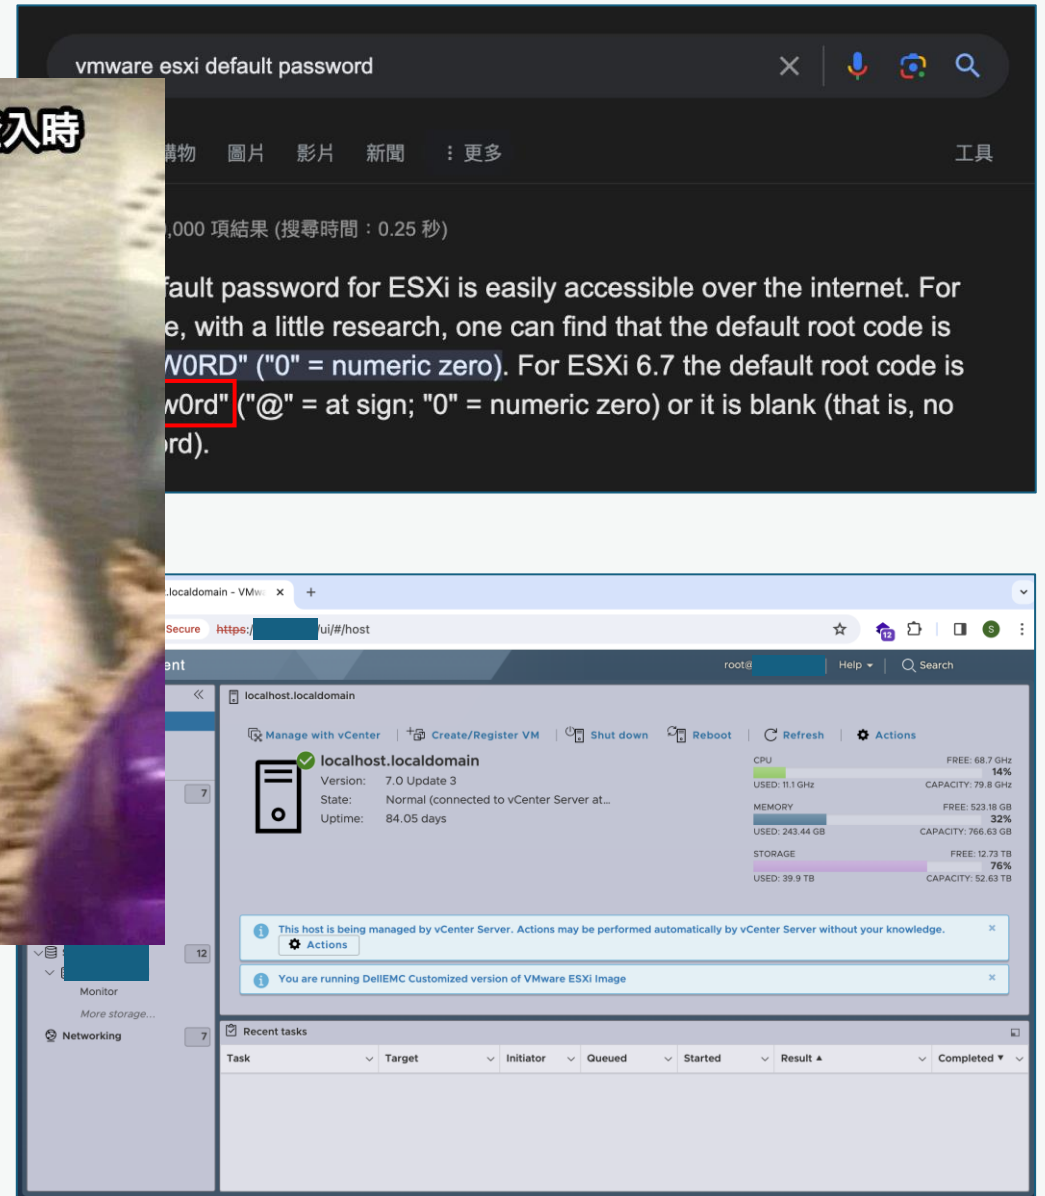 vmware esxi default password
入時
購物 圖片 影片 新聞 ⋮ 更多 工具
,000 項結果 (搜尋時間：0.25 秒)
fault password for ESXi is easily accessible over the internet. For
e, with a little research, one can find that the default root code is
W0RD" ("0" = numeric zero). For ESXi 6.7 the default root code is
w0rd" ("@" = at sign; "0" = numeric zero) or it is blank (that is, no
rd).
.localdomain - VMw
Secure https:/ /ui/#/host
12
S
ent root@ Help Search
localhost.localdomain
Manage with vCenter Create/Register VM Shut down Reboot Refresh Actions
localhost.localdomain
Version: 7.0 Update 3
State: Normal (connected to vCenter Server at...
Uptime: 84.05 days
CPU FREE: 68.7 GHz
14%
USED: 11.1 GHz CAPACITY: 79.8 GHz
MEMORY FREE: 523.18 GB
32%
USED: 243.44 GB CAPACITY: 766.63 GB
STORAGE FREE: 12.73 TB
76%
USED: 39.9 TB CAPACITY: 52.63 TB
7
This host is being managed by vCenter Server. Actions may be performed automatically by vCenter Server without your knowledge.
Actions
You are running DellEMC Customized version of VMware ESXi Image
12
Monitor
More storage...
Networking 7
Recent tasks
Task Target Initiator Queued Started Result ▲ Completed ▼